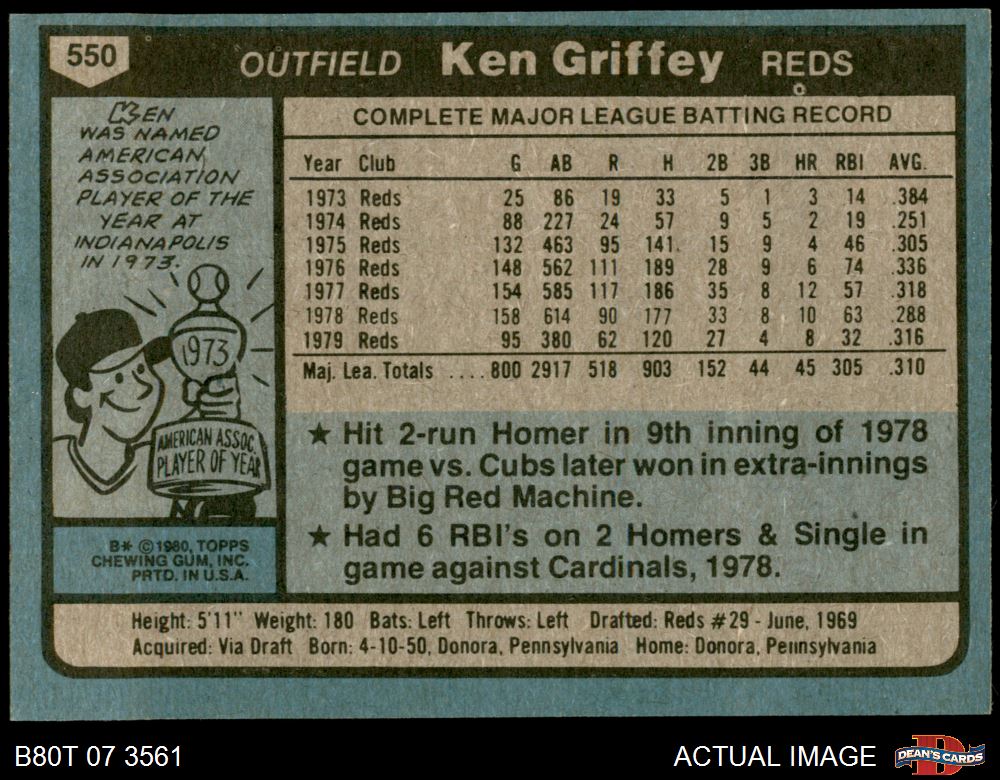 550
OUTFIELD Ken Griffey REDS
KEN
WAS NAMED
AMERICAN
ASSOCIATION
PLAYER OF THE
YEAR AT
INDIANAPOLIS
IN 1973.
1973
AMERICAN ASSOC.
PLAYER OF YEAR
B* © 1980, TOPPS
CHEWING GUM, INC.
PRTD. IN U.S.A.
COMPLETE MAJOR LEAGUE BATTING RECORD
Year Club G AB R H 2B 3B HR RBI AVG.
1973 Reds 25 86 19 33 5 1 3 14 .384
1974 Reds 88 227 24 57 9 5 2 19 .251
1975 Reds 132 463 95 141 15 9 4 46 .305
1976 Reds 148 562 111 189 28 9 6 74 .336
1977 Reds 154 585 117 186 35 8 12 57 .318
1978 Reds 158 614 90 177 33 8 10 63 .288
1979 Reds 95 380 62 120 27 4 8 32 .316
Maj. Lea. Totals ....800 2917 518 903 152 44 45 305 .310
★ Hit 2-run Homer in 9th inning of 1978
game vs. Cubs later won in extra-innings
by Big Red Machine.
★ Had 6 RBI's on 2 Homers & Single in
game against Cardinals, 1978.
Height: 5'11" Weight: 180 Bats: Left Throws: Left Drafted: Reds #29 - June, 1969
Acquired: Via Draft Born: 4-10-50, Donora, Pennsylvania Home: Donora, Pennsylvania
B80T 07 3561
ACTUAL IMAGE
D
DEAN'S CARDS